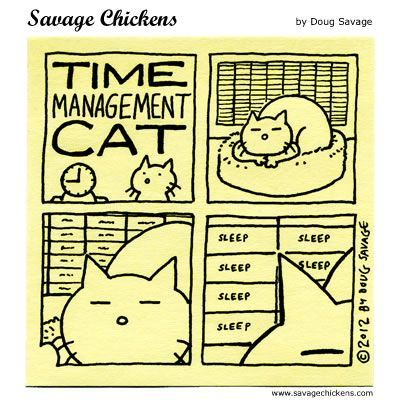 Savage Chickens
by Doug Savage
TIME
MANAGEMENT
CAT
SLEEP
SLEEP
SLEEP
SLEEP
SLEEP
SLEEP
©2012 BY DOUG SAVAGE
www.savagechickens.com